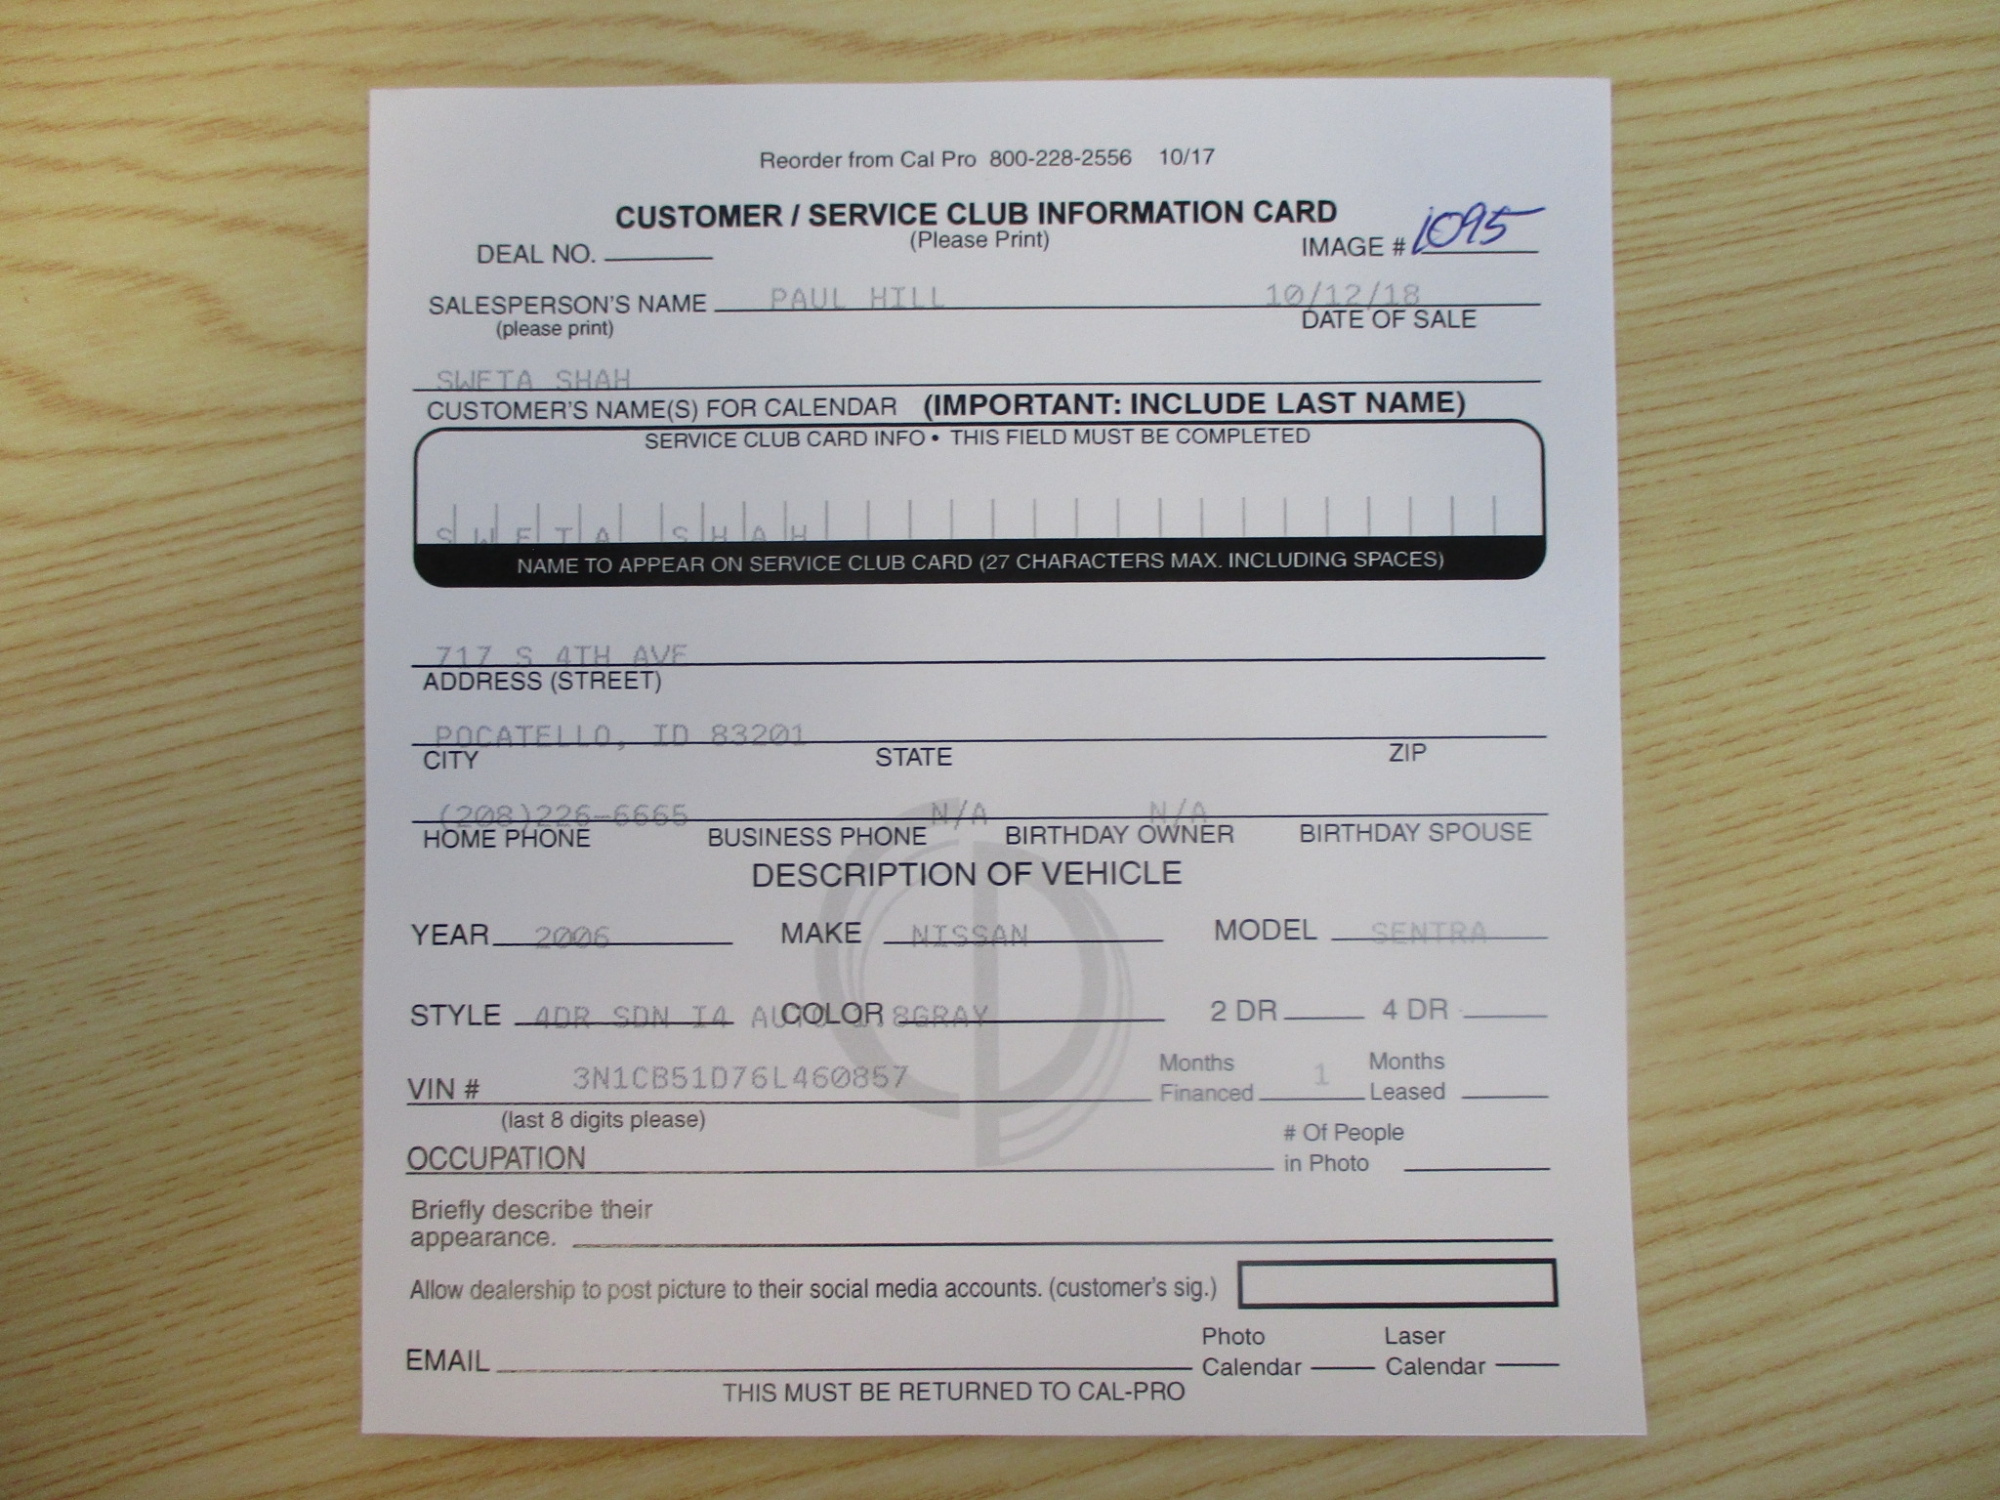 Reorder from Cal Pro 800-228-2556 10/17
CUSTOMER / SERVICE CLUB INFORMATION CARD
(Please Print)
DEAL NO. IMAGE # 1095
SALESPERSON'S NAME PAUL HILL 10/12/18
(please print) DATE OF SALE
SWETA SHAH
CUSTOMER'S NAME(S) FOR CALENDAR (IMPORTANT: INCLUDE LAST NAME)
SERVICE CLUB CARD INFO • THIS FIELD MUST BE COMPLETED
SWETA SHAH
NAME TO APPEAR ON SERVICE CLUB CARD (27 CHARACTERS MAX. INCLUDING SPACES)
717 S 4TH AVE
ADDRESS (STREET)
POCATELLO, ID 83201
CITY STATE ZIP
(208)226-6665 N/A N/A
HOME PHONE BUSINESS PHONE BIRTHDAY OWNER BIRTHDAY SPOUSE
DESCRIPTION OF VEHICLE
YEAR 2006 MAKE NISSAN MODEL SENTRA
STYLE 4DR SDN I4 COLOR GRAY 2 DR 4 DR
VIN # 3N1CB51D76L460857 Months Financed 1 Months Leased
(last 8 digits please)
OCCUPATION # Of People in Photo
Briefly describe their
appearance.
Allow dealership to post picture to their social media accounts. (customer's sig.)
EMAIL Photo Calendar Laser Calendar
THIS MUST BE RETURNED TO CAL-PRO